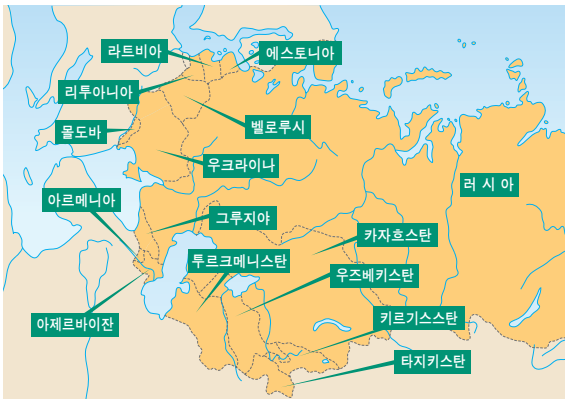 라트비아
에스토니아
리투아니아
몰도바
벨로루시
우크라이나
러 시 아
아르메니아
그루지야
카자흐스탄
투르크메니스탄
우즈베키스탄
아제르바이잔
키르기스스탄
타지키스탄